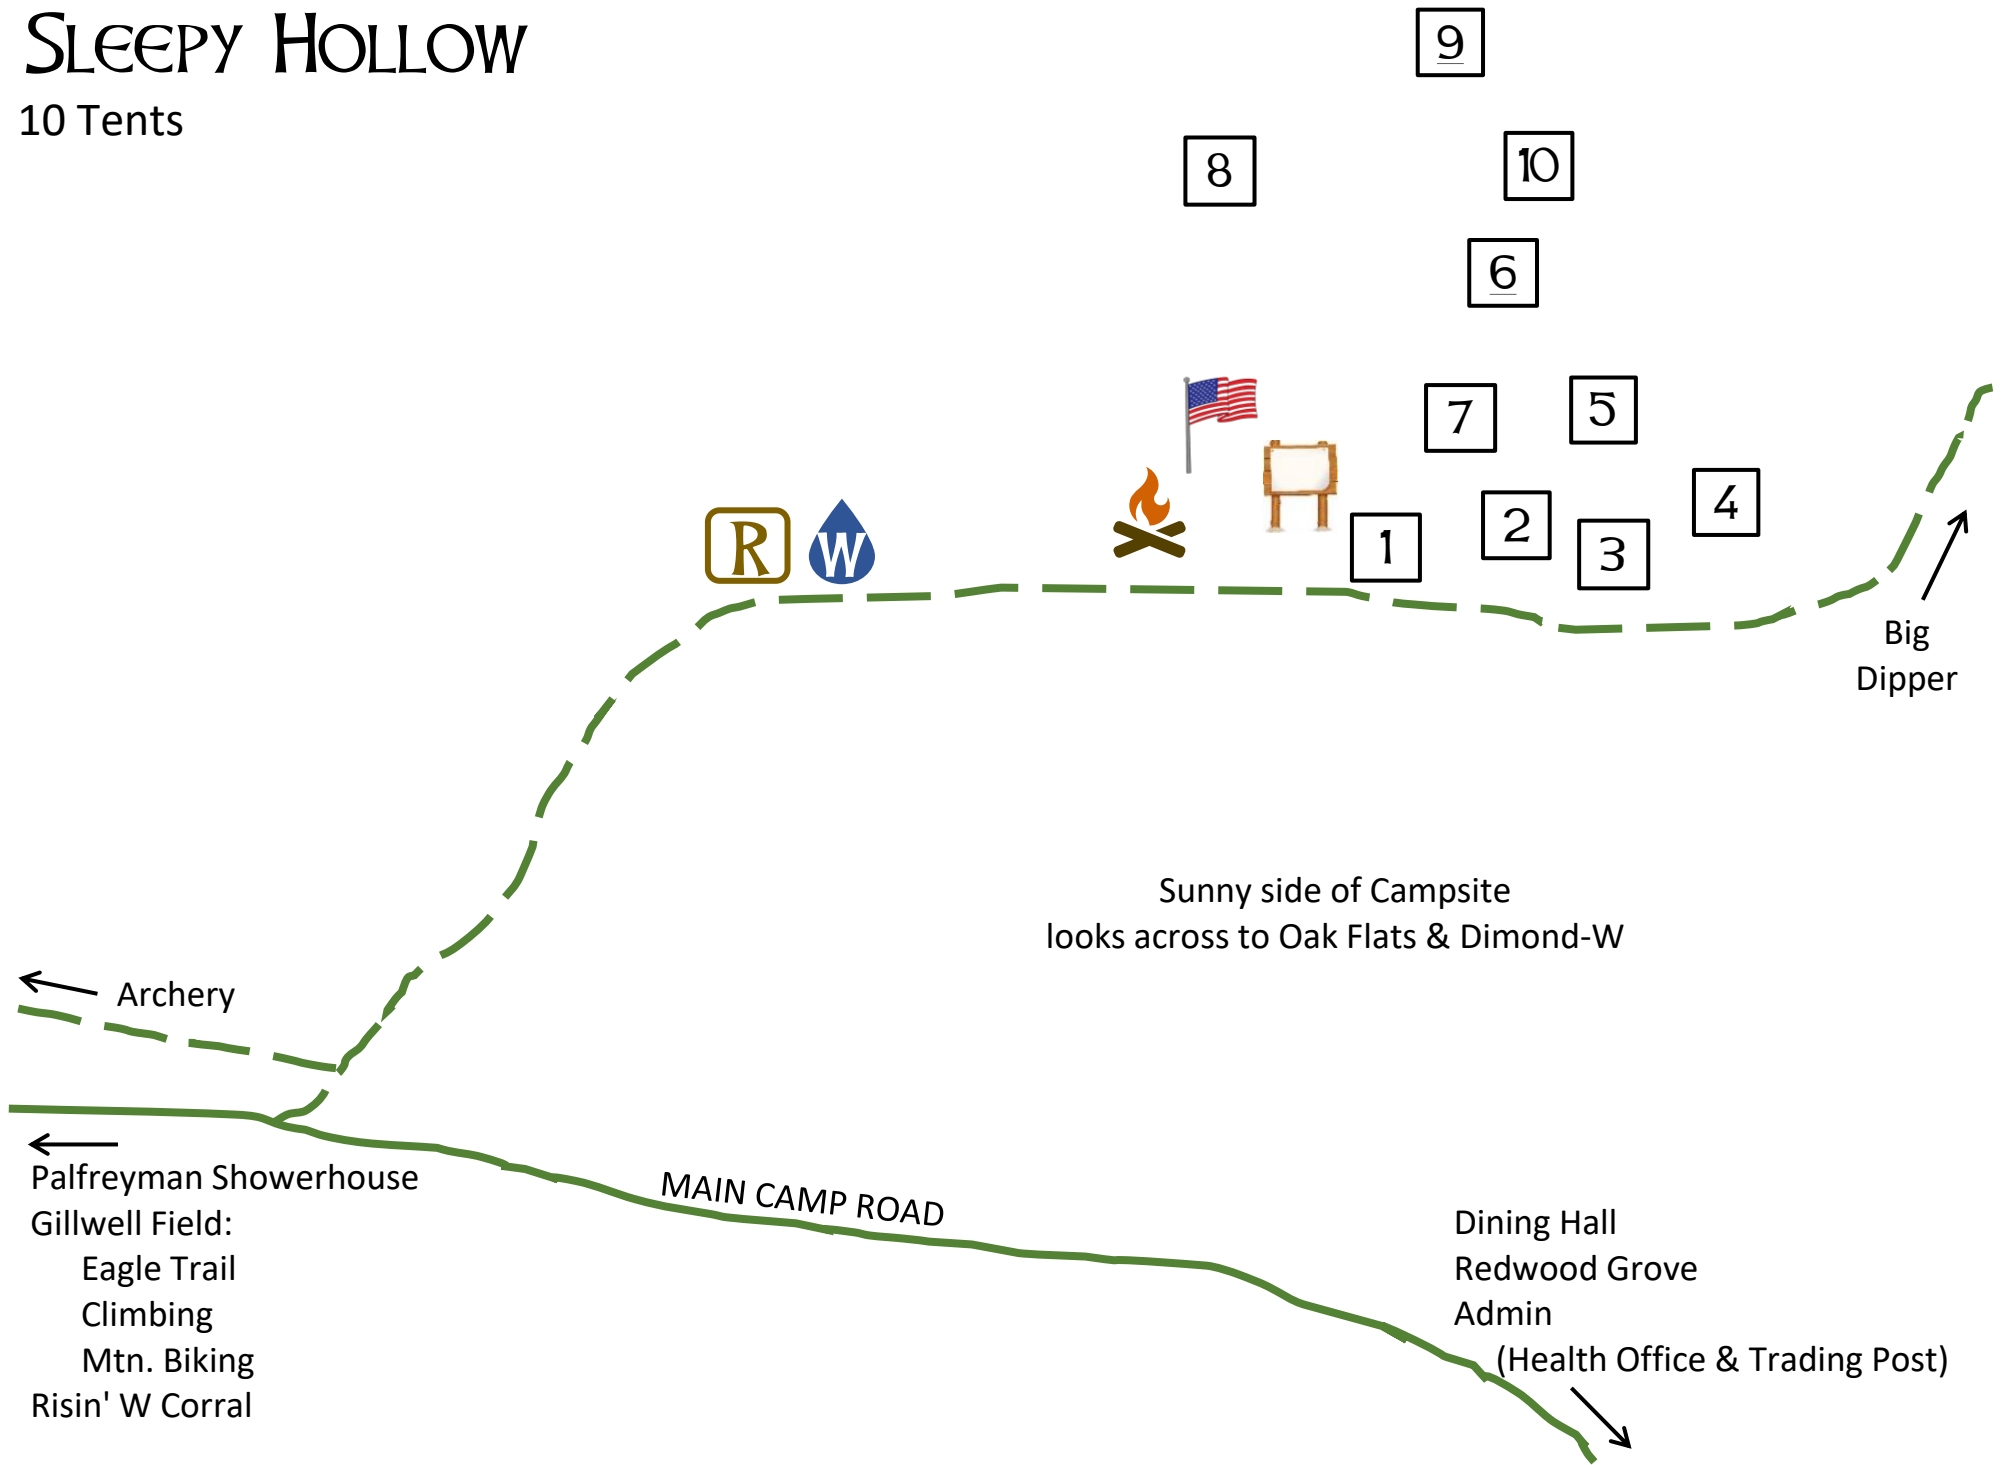 SLEEPY HOLLOW
10 Tents
9
8
10
6
7
5
4
R
W
1
2
3
Big
Dipper
Sunny side of Campsite
looks across to Oak Flats & Dimond-W
Archery
MAIN CAMP ROAD
Palfreyman Showerhouse
Gillwell Field:
Eagle Trail
Climbing
Mtn. Biking
Risin' W Corral
Dining Hall
Redwood Grove
Admin
(Health Office & Trading Post)